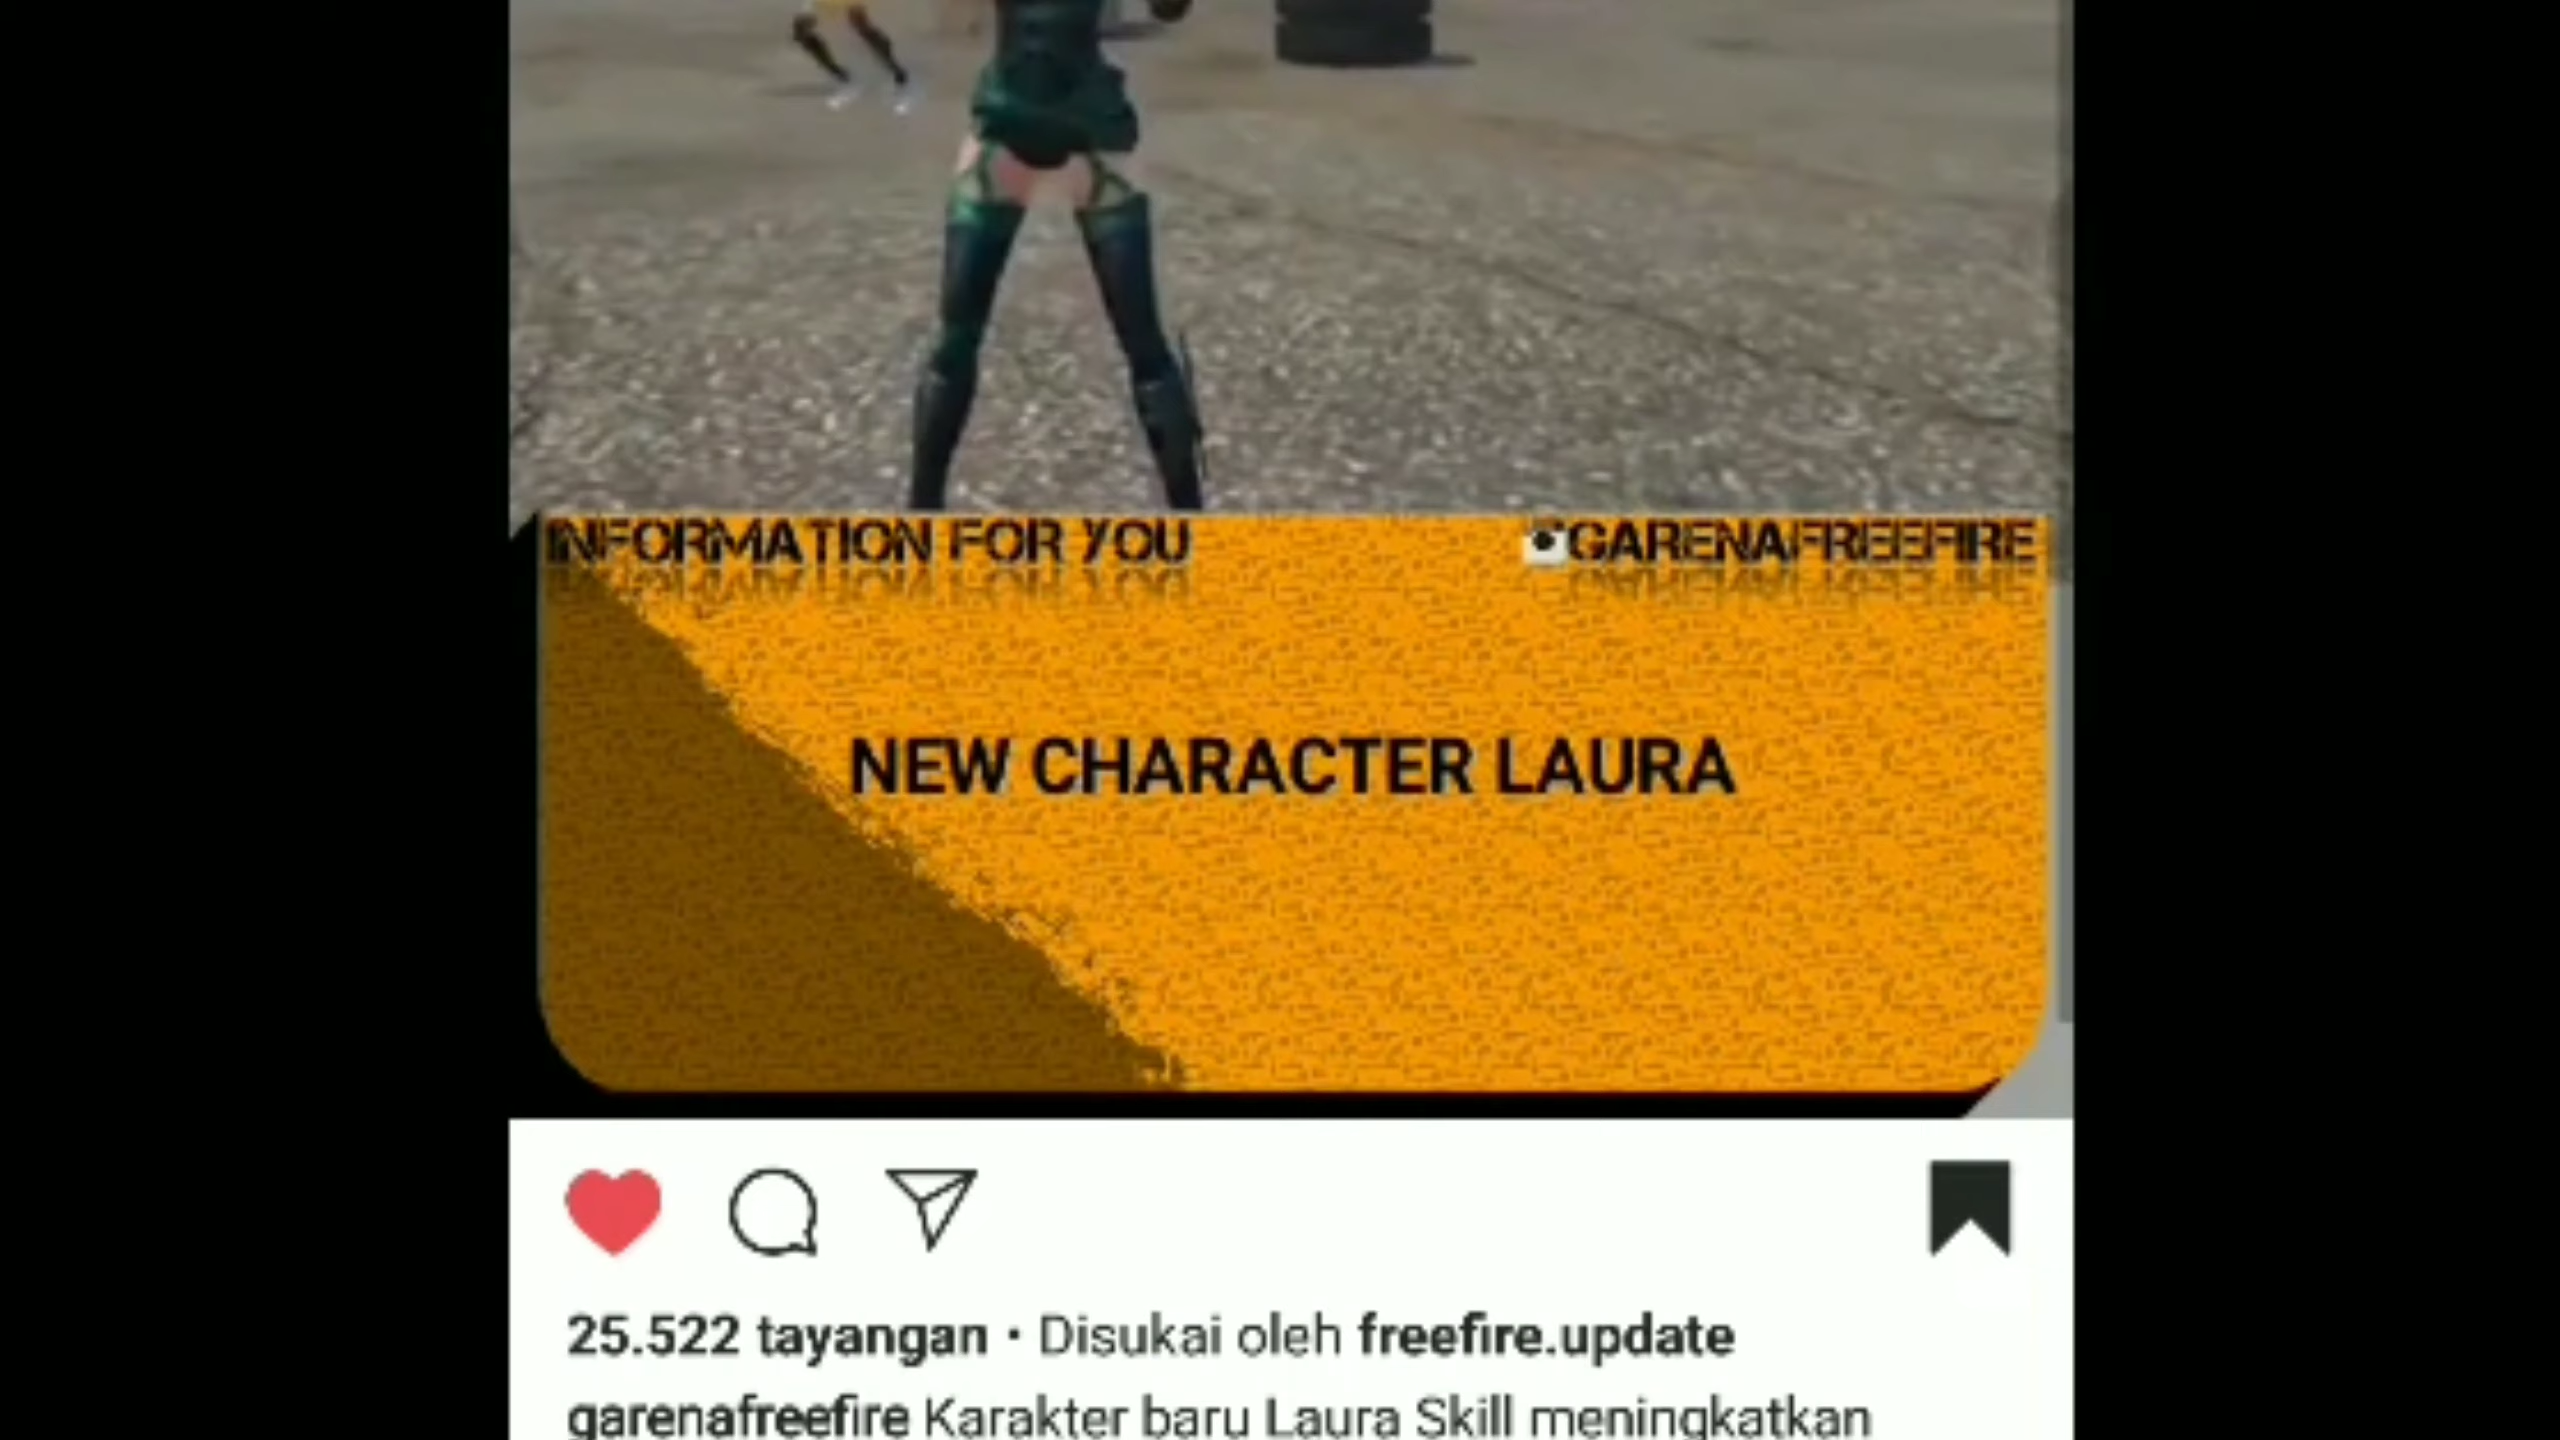 INFORMATION FOR YOU
GARENAFREEFIRE
NEW CHARACTER LAURA
25.522 tayangan • Disukai oleh freefire.update
garenafreefire Karakter baru Laura Skill meningkatkan